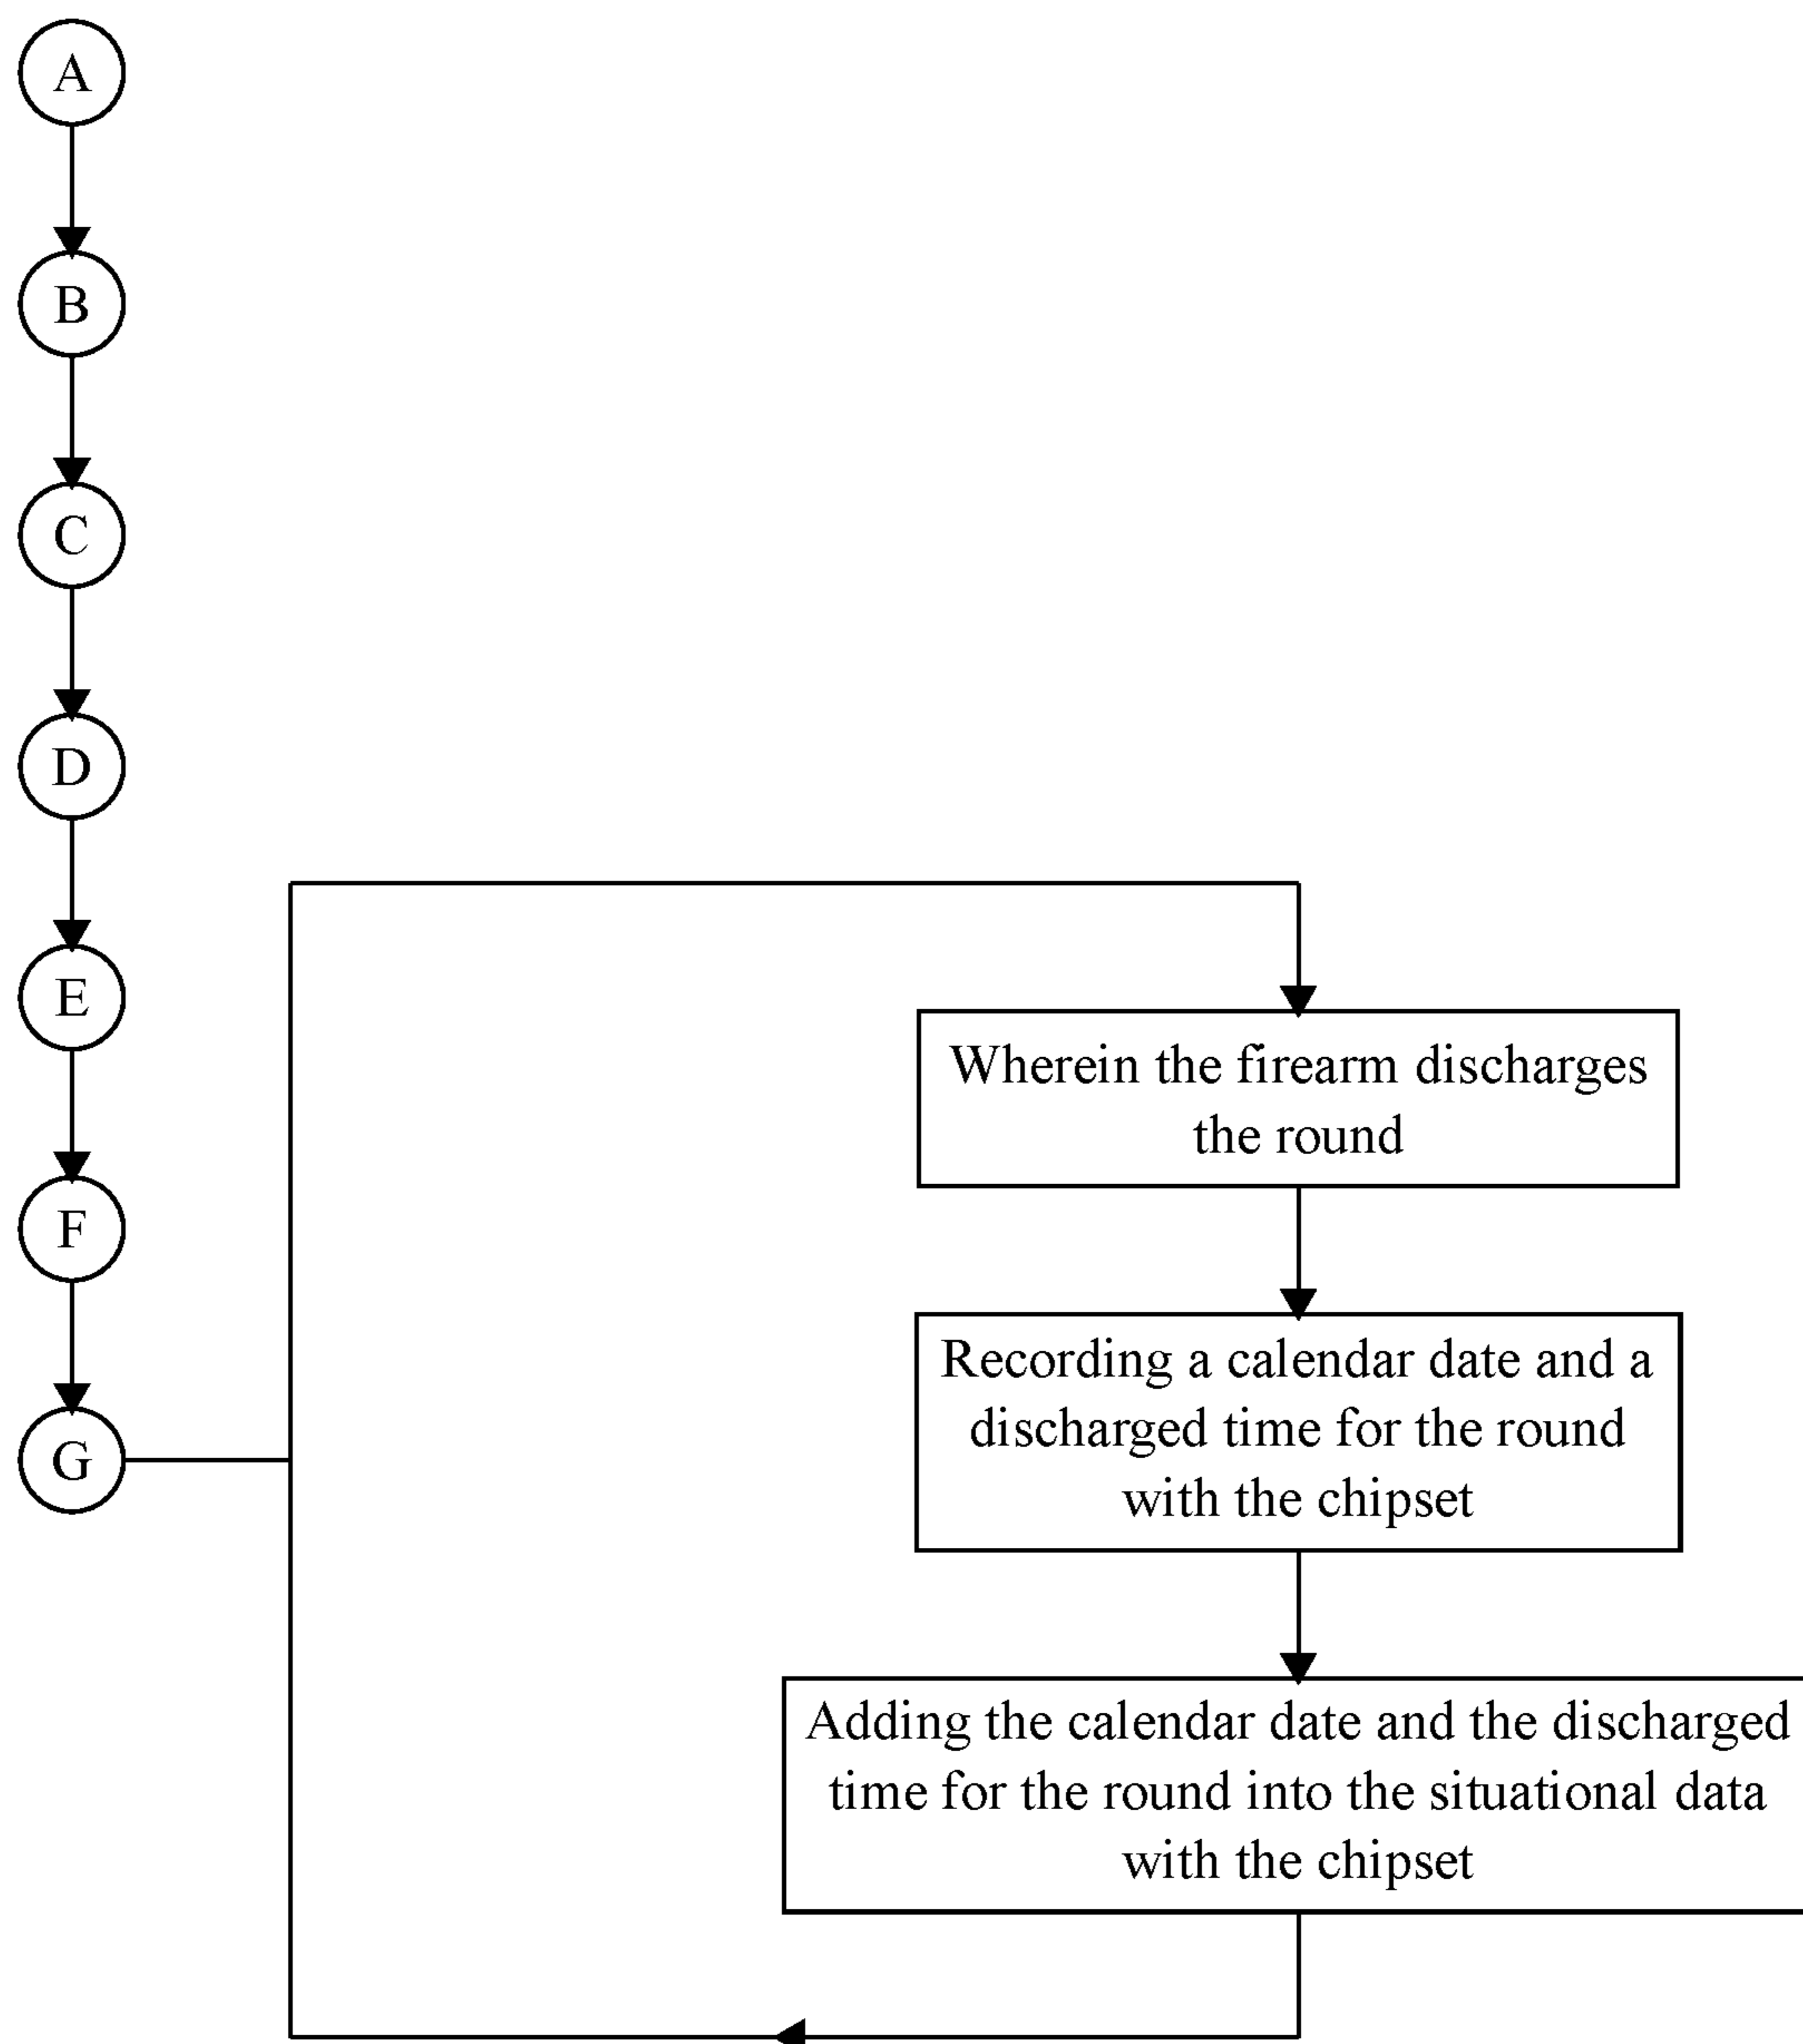 A
B
C
D
E
F
G
Wherein the firearm discharges
the round
Recording a calendar date and a
discharged time for the round
with the chipset
Adding the calendar date and the discharged
time for the round into the situational data
with the chipset